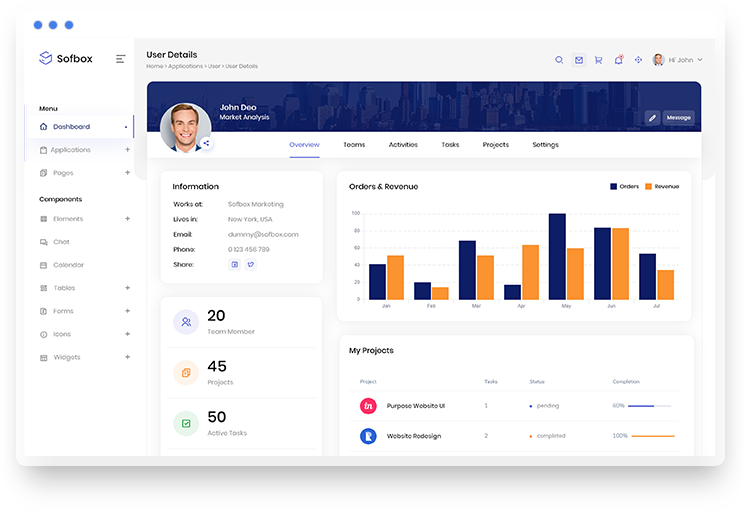 Sofbox
User Details
Home > Applications > User > User Details
Hi John
Menu
Dashboard
Applications
Pages
Components
Elements
Chat
Calendar
Tables
Forms
Icons
Widgets
John Deo
Market Analysis
Message
Overview Teams Activities Tasks Projects Settings
Information
Works at: Sofbox Marketing
Lives in: New York, USA
Email: dummy@sofbox.com
Phone: 0 123 456 789
Share:
20
Team Member
45
Projects
50
Active Tasks
Orders & Revenue
Orders Revenue
100
80
60
40
20
0
Jan Feb Mar Apr May Jun Jul
My Projects
Project Tasks Status Completion
in Purpose Website UI 1 pending 60%
Website Redesign 2 completed 100%